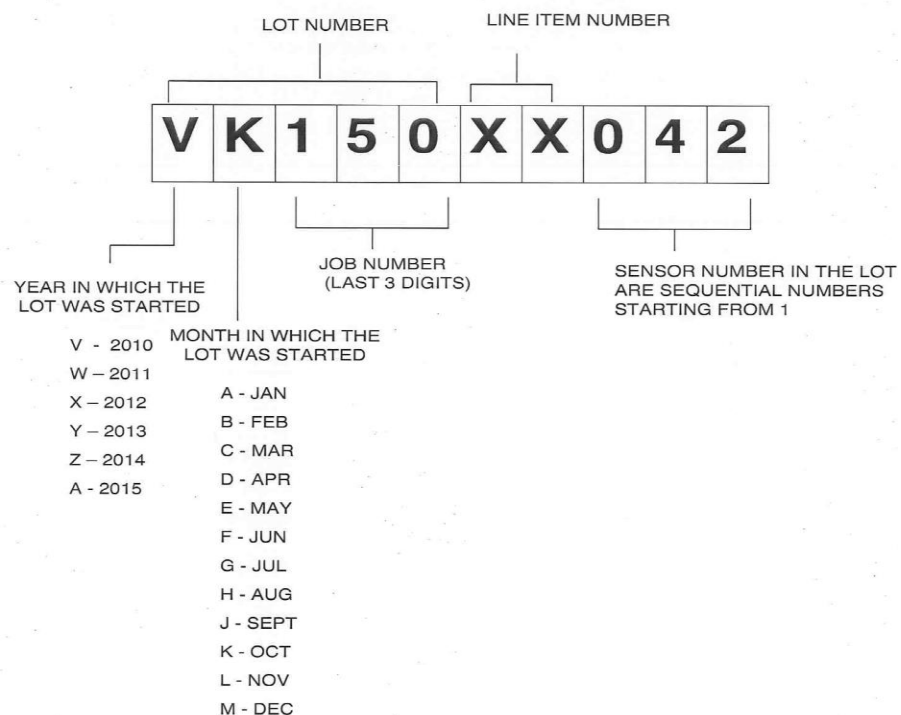 LOT NUMBER
LINE ITEM NUMBER
V K 1 5 0 X X 0 4 2
YEAR IN WHICH THE
LOT WAS STARTED
V - 2010
W – 2011
X – 2012
Y – 2013
Z – 2014
A - 2015
MONTH IN WHICH THE
LOT WAS STARTED
A - JAN
B - FEB
C - MAR
D - APR
E - MAY
F - JUN
G - JUL
H - AUG
J - SEPT
K - OCT
L - NOV
M - DEC
JOB NUMBER
(LAST 3 DIGITS)
SENSOR NUMBER IN THE LOT
ARE SEQUENTIAL NUMBERS
STARTING FROM 1